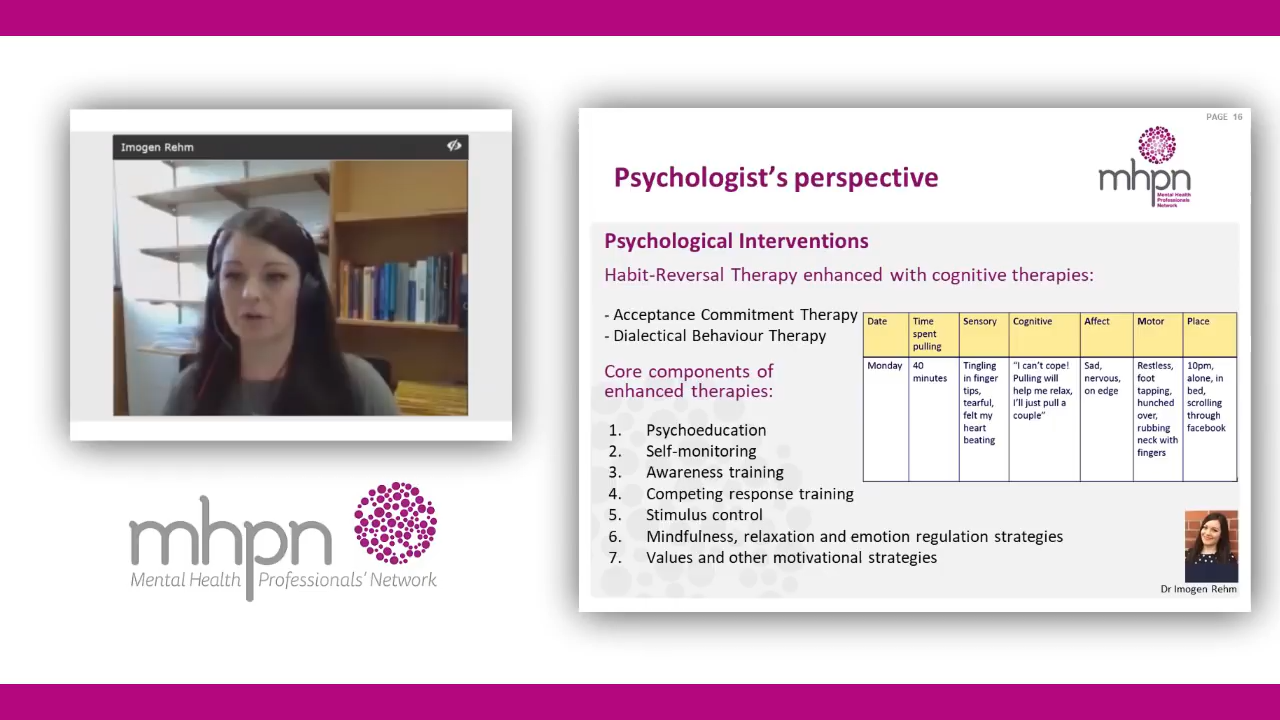 Imogen Rehm
mhpn
Mental Health Professionals' Network
PAGE 16
Psychologist's perspective
mhpn
Mental Health
Professionals
Network
Psychological Interventions
Habit-Reversal Therapy enhanced with cognitive therapies:
- Acceptance Commitment Therapy
- Dialectical Behaviour Therapy
Core components of
enhanced therapies:
1. Psychoeducation
2. Self-monitoring
3. Awareness training
4. Competing response training
5. Stimulus control
6. Mindfulness, relaxation and emotion regulation strategies
7. Values and other motivational strategies
Date
Time
spent
pulling
Sensory
Cognitive
Affect
Motor
Place
Monday
40
minutes
Tingling
in finger
tips,
tearful,
felt my
heart
beating
"I can't cope!
Pulling will
help me relax,
I'll just pull a
couple"
Sad,
nervous,
on edge
Restless,
foot
tapping,
hunched
over,
rubbing
neck with
fingers
10pm,
alone, in
bed,
scrolling
through
facebook
Dr Imogen Rehm